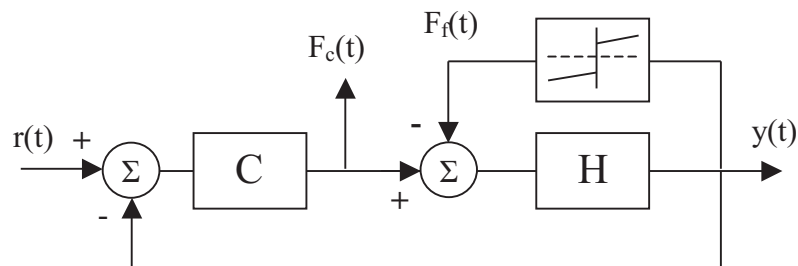 F_f(t)
F_c(t)
r(t) +
-
y(t)
Σ
C
Σ
H
-
+